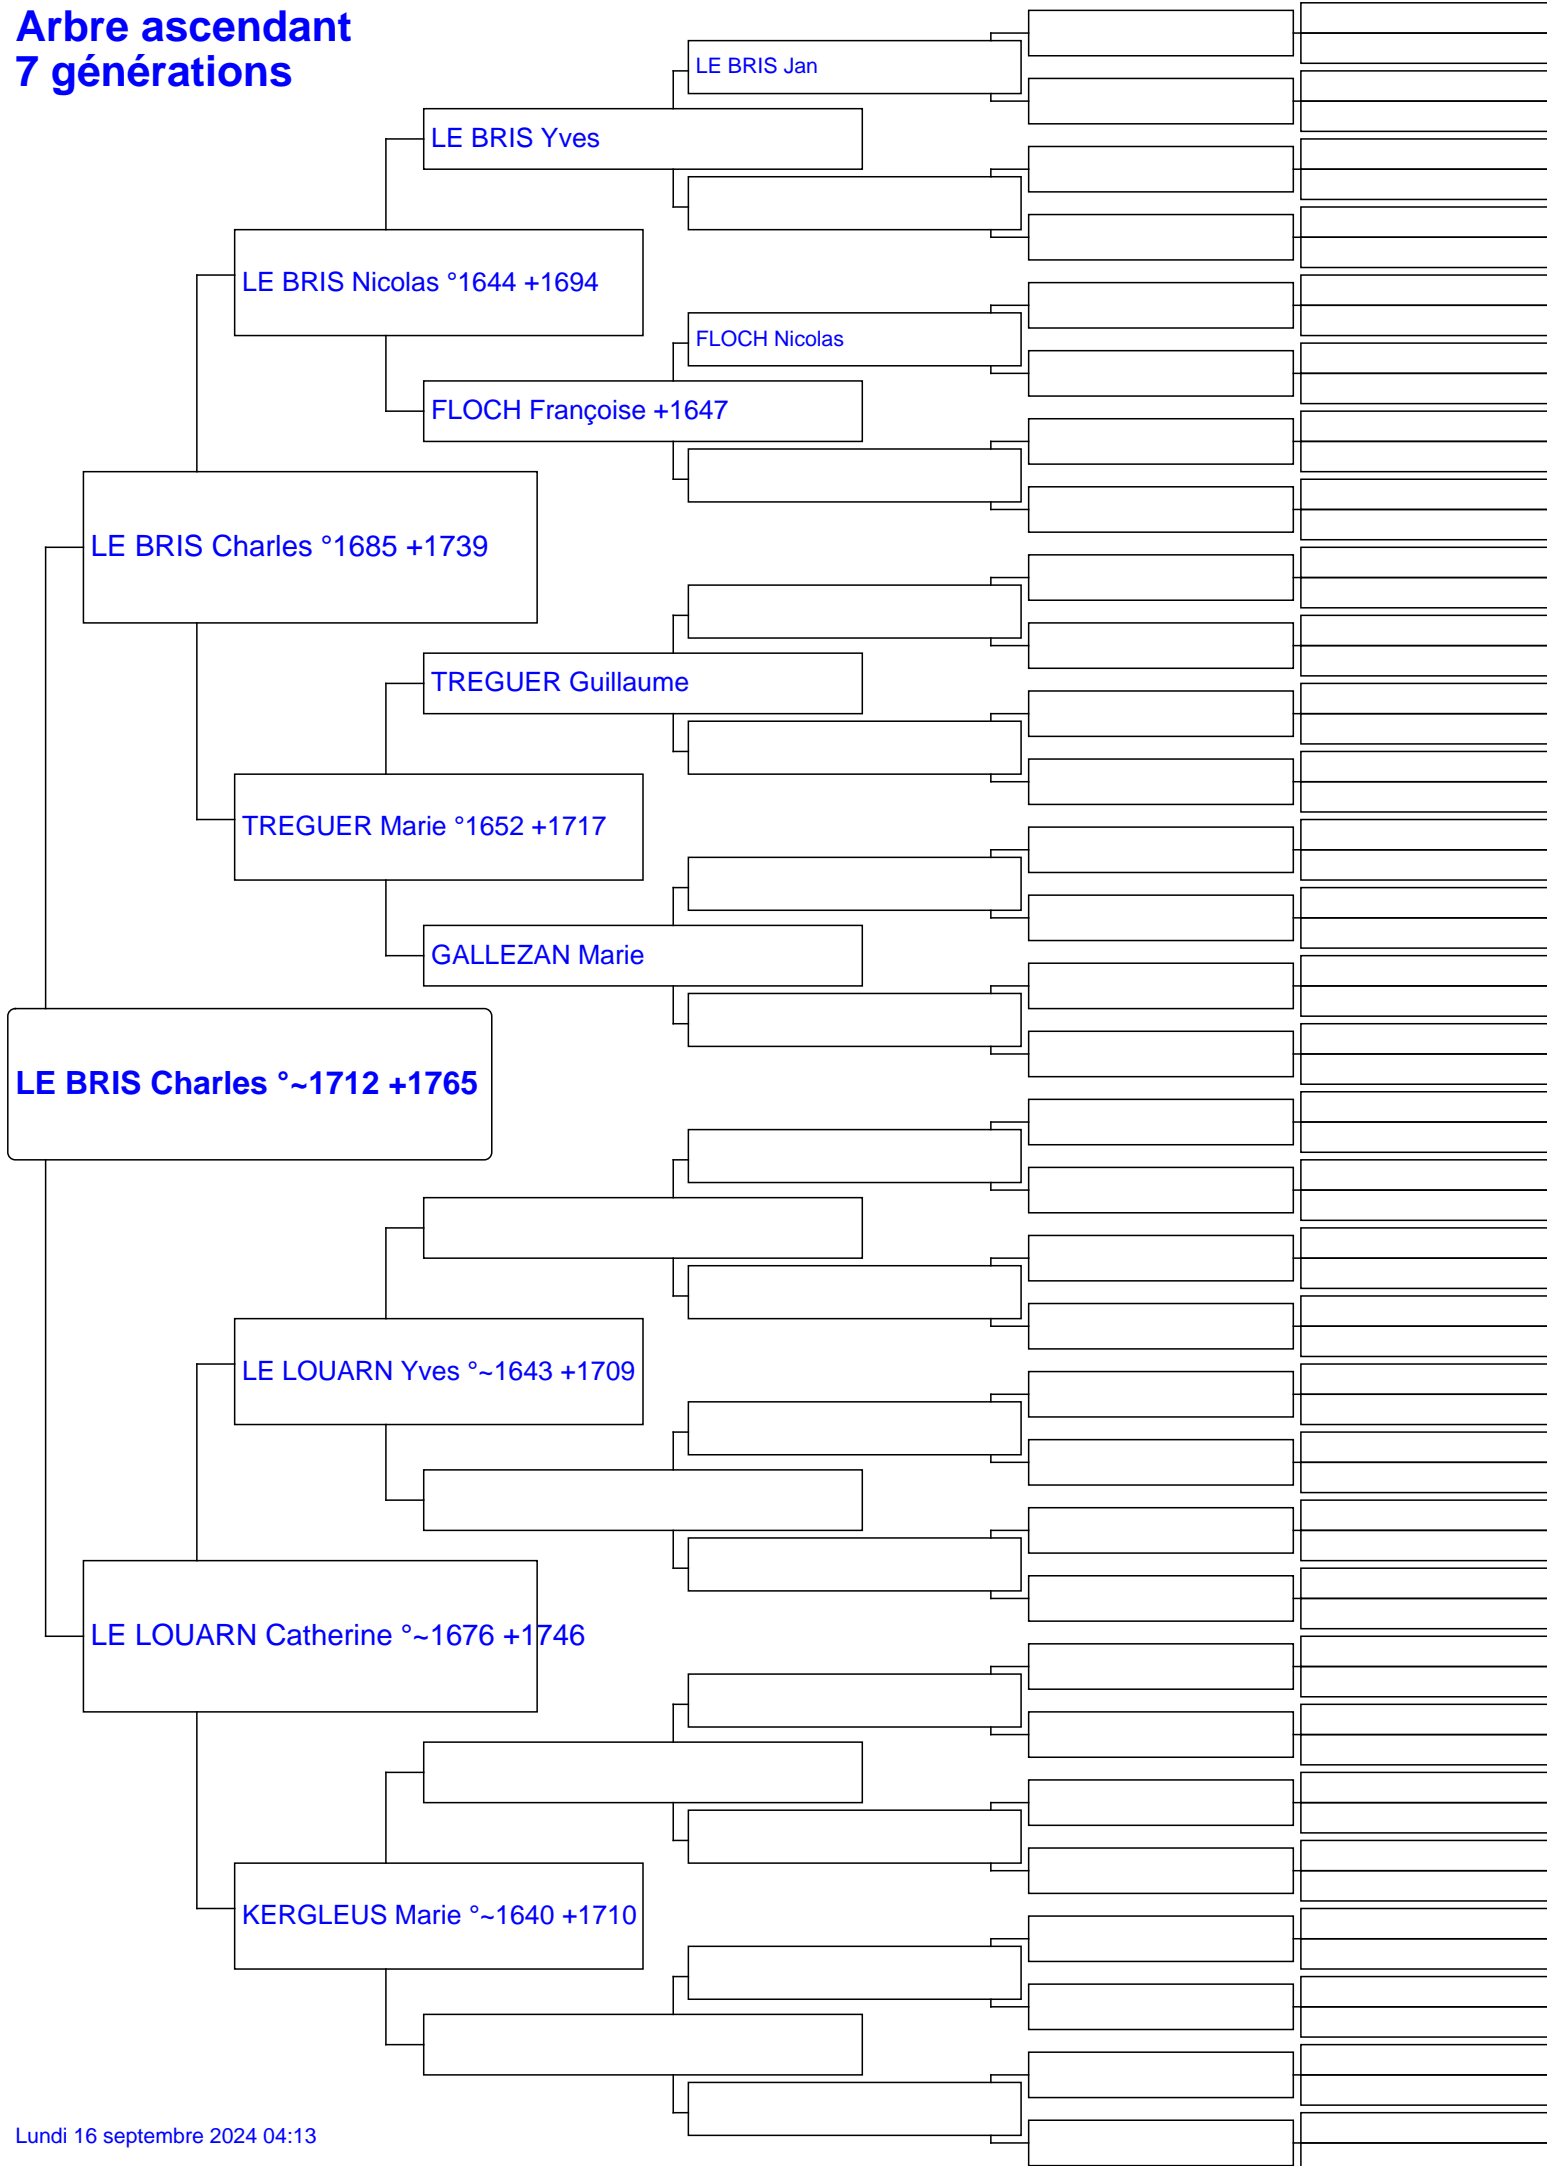 Arbre ascendant
7 générations
LE BRIS Jan
LE BRIS Yves
LE BRIS Nicolas °1644 +1694
FLOCH Nicolas
FLOCH Françoise +1647
LE BRIS Charles °1685 +1739
TREGUER Guillaume
TREGUER Marie °1652 +1717
GALLEZAN Marie
LE BRIS Charles °~1712 +1765
LE LOUARN Yves °~1643 +1709
LE LOUARN Catherine °~1676 +1746
KERGLEUS Marie °~1640 +1710
Lundi 16 septembre 2024 04:13